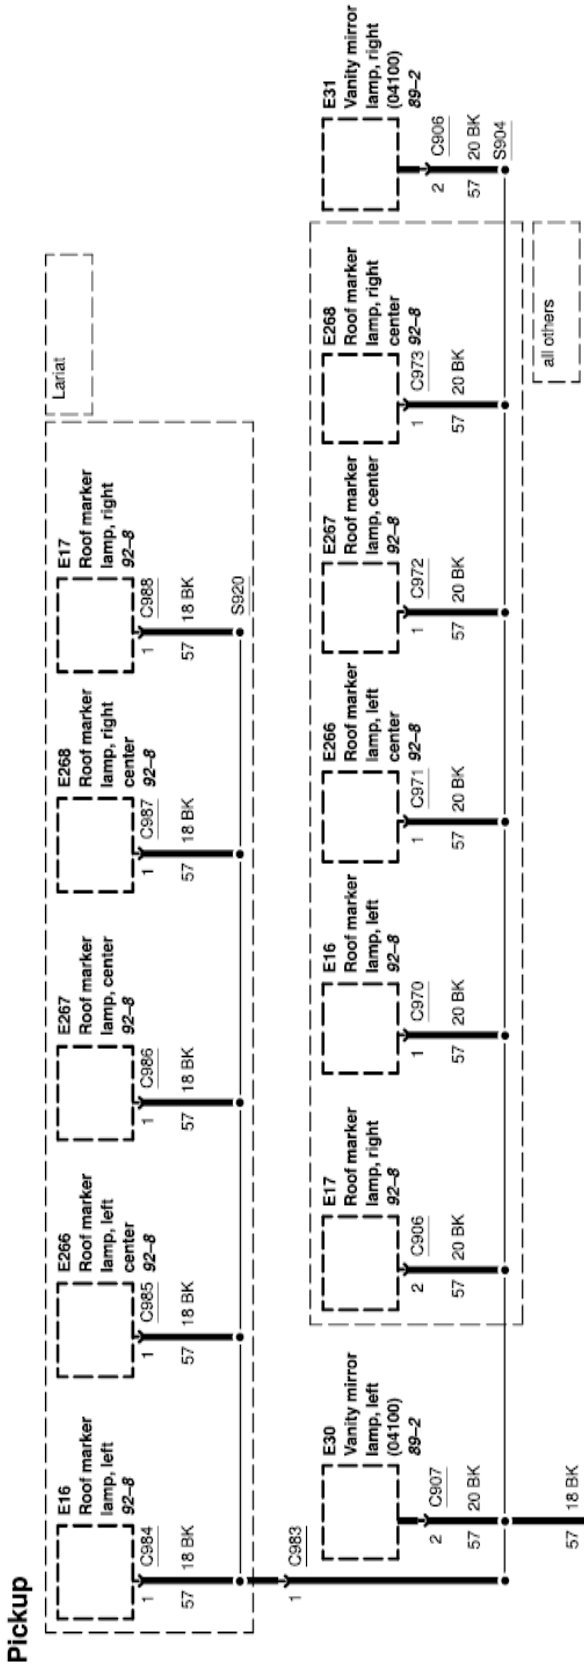 Pickup
E16
Roof marker
lamp, left
92–8
C984
1
18 BK
57
E266
Roof marker
lamp, left
center
92–8
C985
1
18 BK
57
E267
Roof marker
lamp, center
92–8
C986
1
18 BK
57
E268
Roof marker
lamp, right
center
92–8
C987
1
18 BK
57
E17
Roof marker
lamp, right
92–8
C988
1
18 BK
57
S920
Lariat
C983
1
E30
Vanity mirror
lamp, left
(04100)
89–2
C907
2
20 BK
57
18 BK
57
E17
Roof marker
lamp, right
92–8
C906
2
20 BK
57
E16
Roof marker
lamp, left
92–8
C970
1
20 BK
57
E266
Roof marker
lamp, left
center 92–8
C971
1
20 BK
57
E267
Roof marker
lamp, center
92–8
C972
1
20 BK
57
E268
Roof marker
lamp, right
center 92–8
C973
1
20 BK
57
E31
Vanity mirror
lamp, right
(04100)
89–2
C906
2
20 BK
57
S904
all others